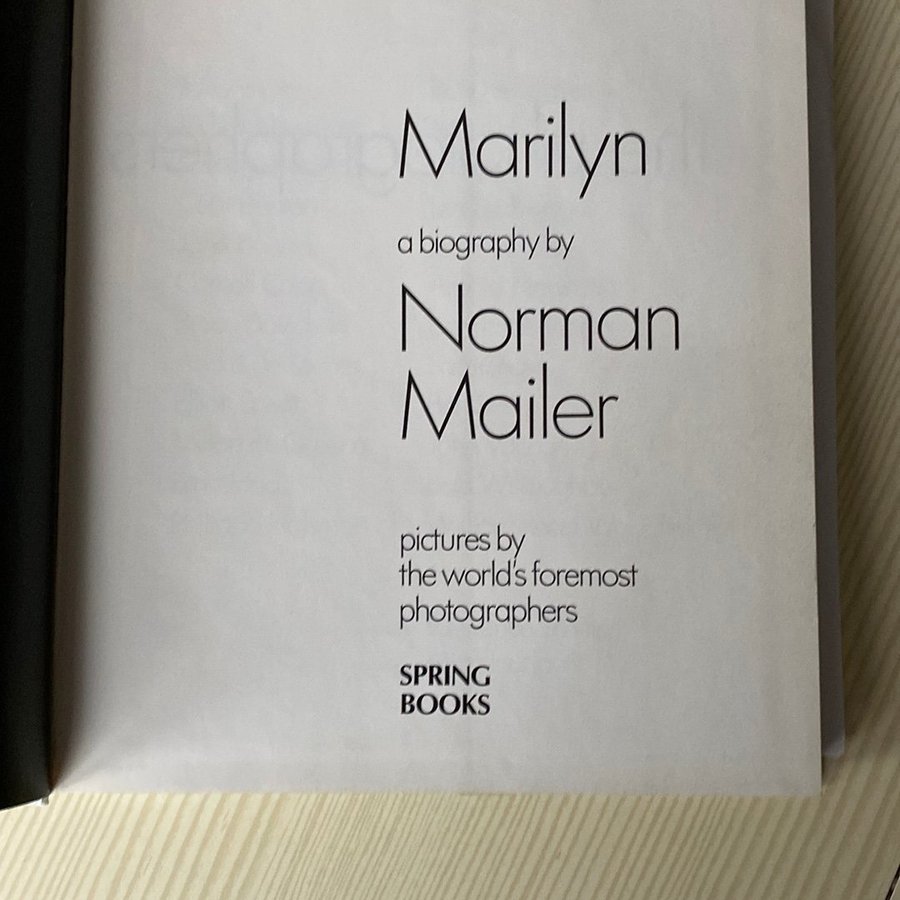 Marilyn
a biography by
Norman
Mailer
pictures by
the world's foremost
photographers
SPRING
BOOKS